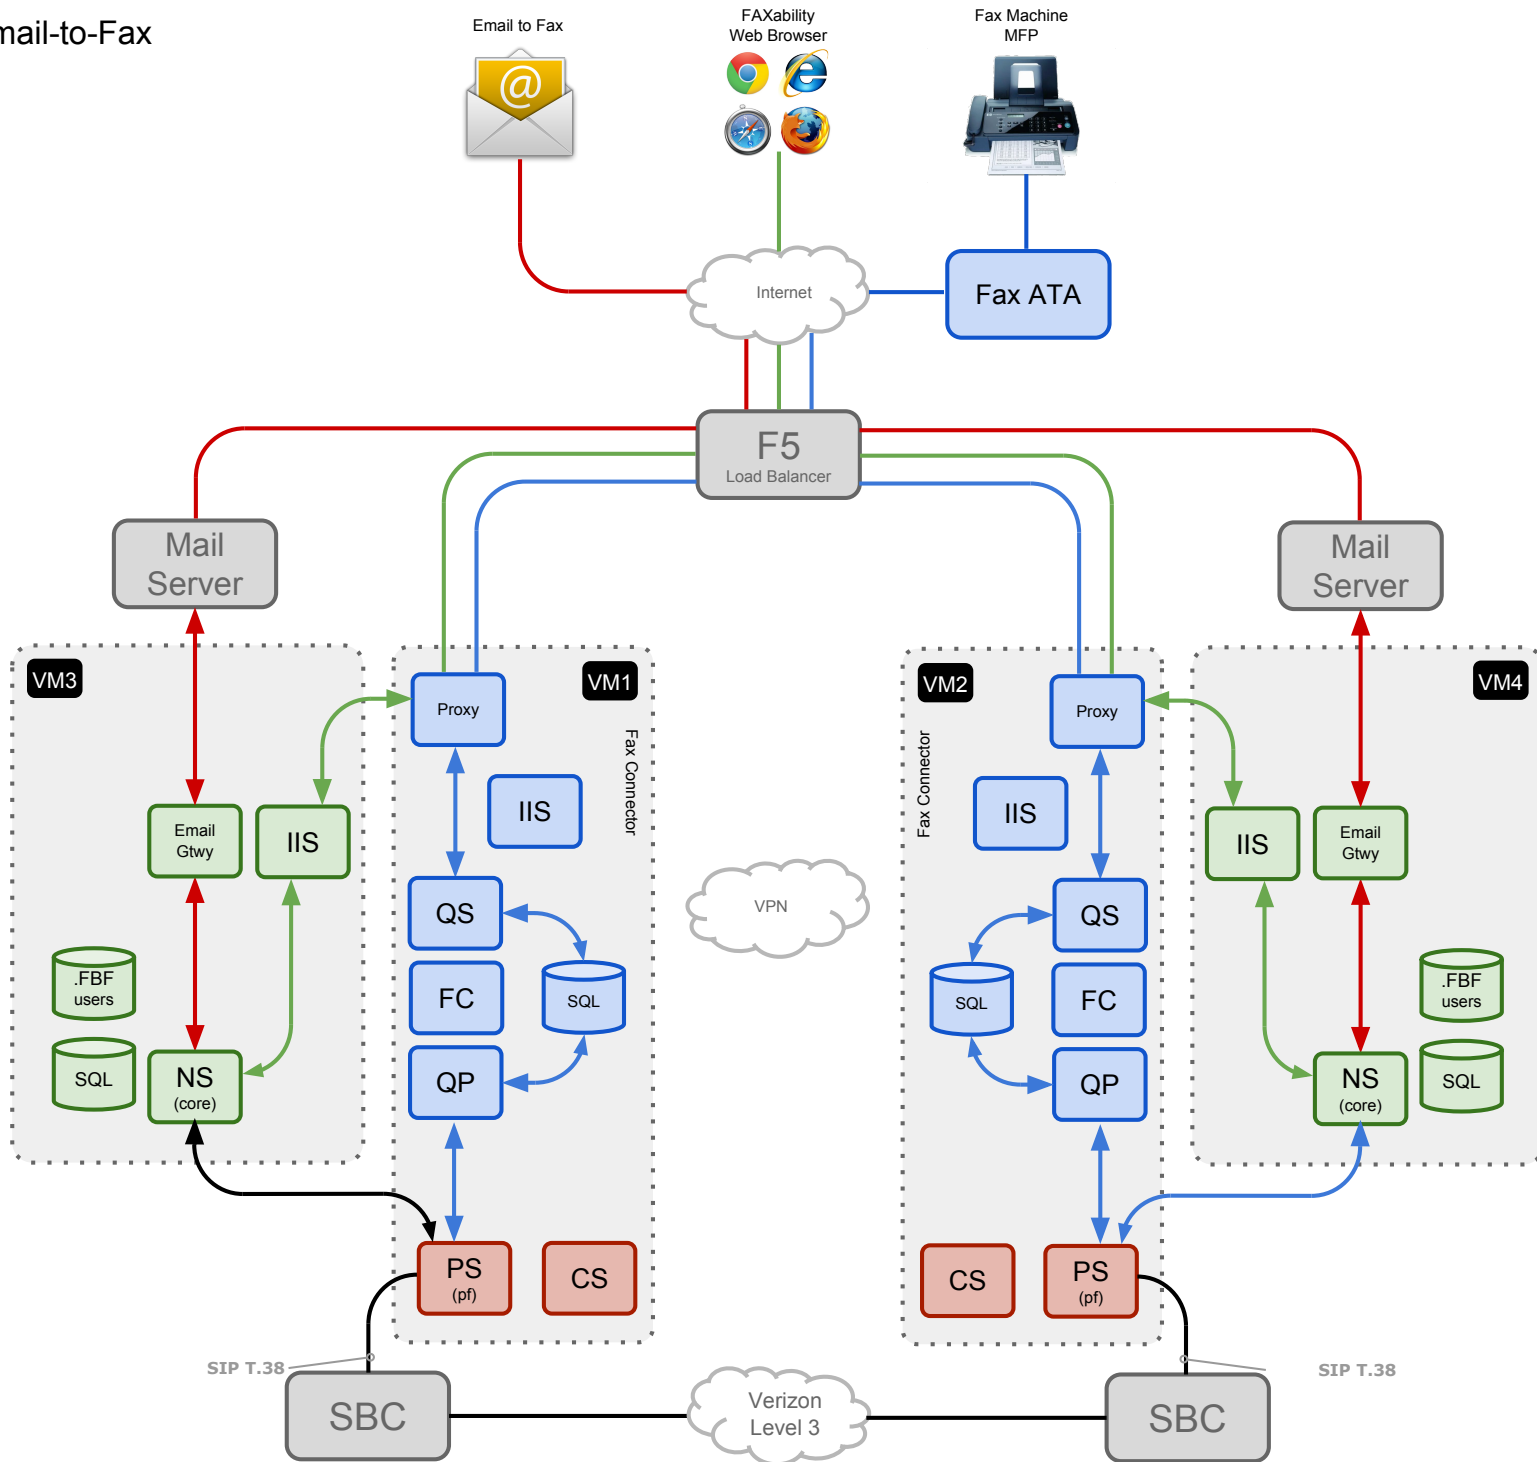 mail-to-Fax
Email to Fax
FAXability
Web Browser
Fax Machine
MFP
@
Internet
Fax ATA
F5
Load Balancer
Mail
Server
Mail
Server
VM3
VM1
VM2
VM4
Proxy
Proxy
Fax Connector
Fax Connector
IIS
IIS
Email
Gtwy
IIS
IIS
Email
Gtwy
QS
VPN
QS
.FBF
users
FC
SQL
SQL
FC
.FBF
users
SQL
NS
(core)
QP
QP
NS
(core)
SQL
PS
(pf)
CS
CS
PS
(pf)
SIP T.38
SIP T.38
SBC
Verizon
Level 3
SBC